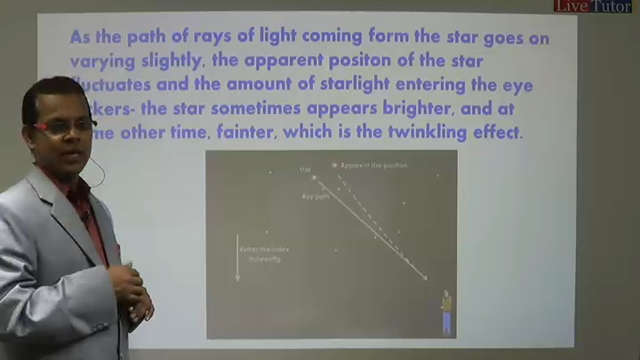 Live Tutor
As the path of rays of light coming form the star goes on
varying slightly, the apparent positon of the star
fluctuates and the amount of starlight entering the eye
flickers- the star sometimes appears brighter, and at
some other time, fainter, which is the twinkling effect.
Star
Apparent star position
Ray path
Refractive index
increasing